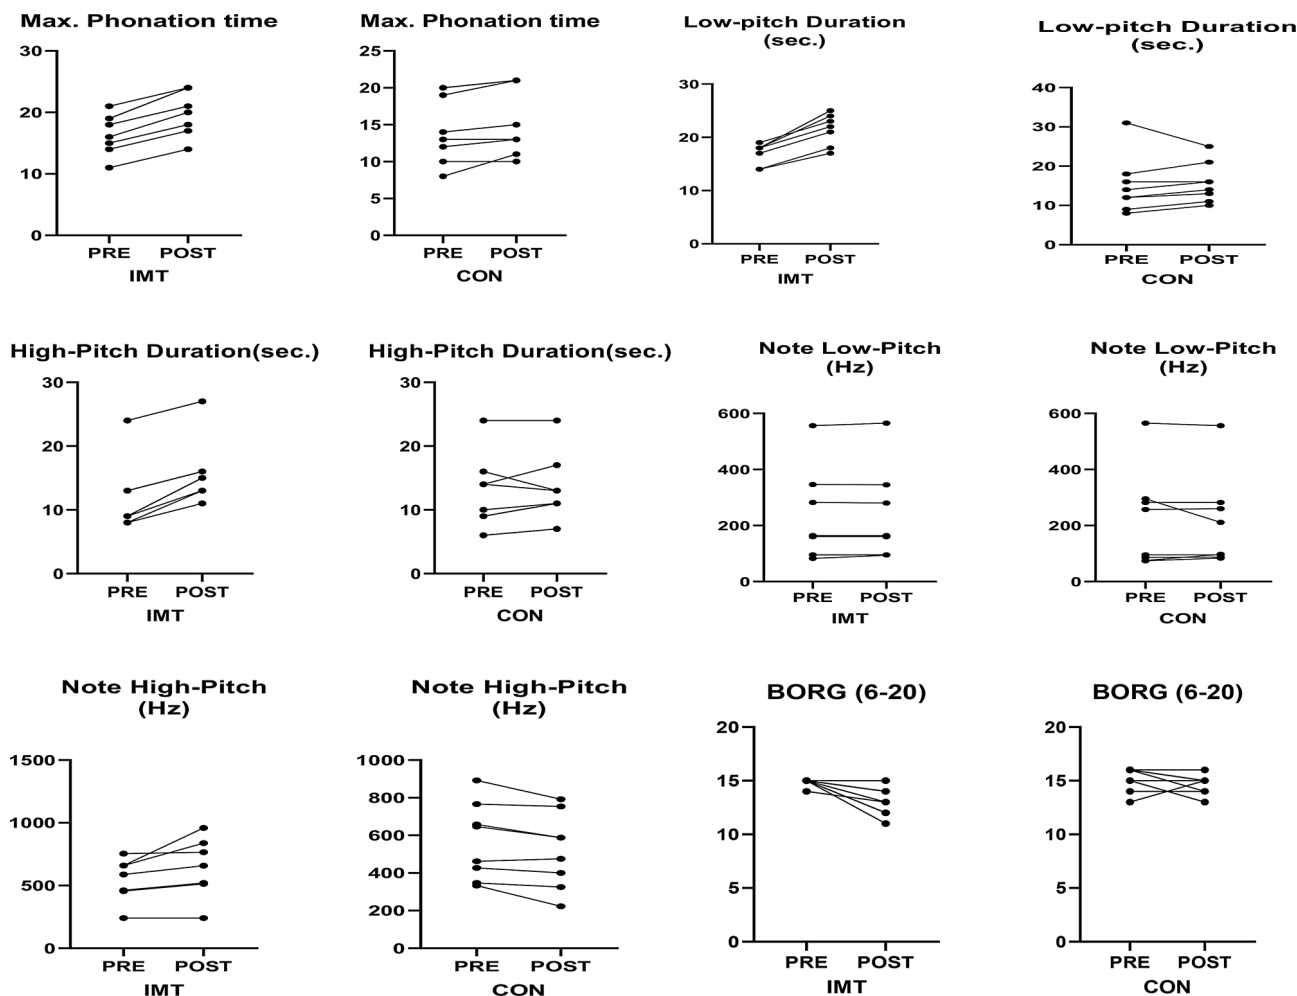 Max. Phonation time
30
20
10
0
PRE POST
IMT
Max. Phonation time
25
20
15
10
5
0
PRE POST
CON
Low-pitch Duration
(sec.)
30
20
10
0
PRE POST
IMT
Low-pitch Duration
(sec.)
40
30
20
10
0
PRE POST
CON
High-Pitch Duration(sec.)
30
20
10
0
PRE POST
IMT
High-Pitch Duration(sec.)
30
20
10
0
PRE POST
CON
Note Low-Pitch
(Hz)
600
400
200
0
PRE POST
IMT
Note Low-Pitch
(Hz)
600
400
200
0
PRE POST
CON
Note High-Pitch
(Hz)
1500
1000
500
0
PRE POST
IMT
Note High-Pitch
(Hz)
1000
800
600
400
200
0
PRE POST
CON
BORG (6-20)
20
15
10
5
0
PRE POST
IMT
BORG (6-20)
20
15
10
5
0
PRE POST
CON